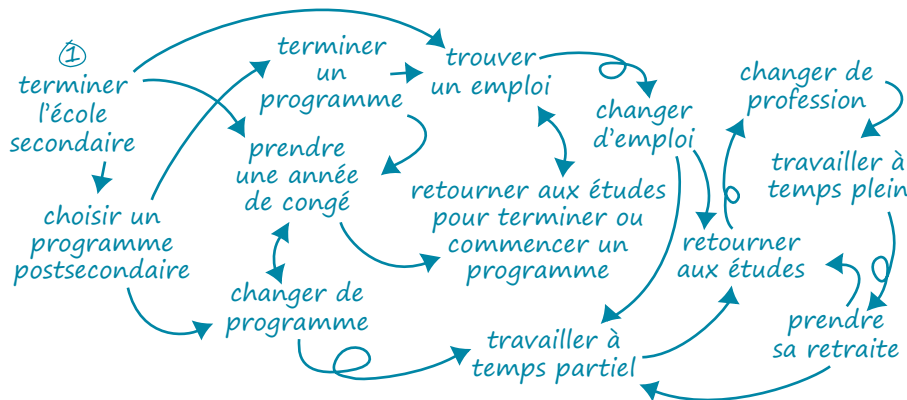 1
terminer
l'école
secondaire
choisir un
programme
postsecondaire
terminer
un
programme
prendre
une année
de congé
changer de
programme
trouver
un emploi
retourner aux études
pour terminer ou
commencer un
programme
travailler à
temps partiel
changer
d'emploi
retourner
aux études
changer de
profession
travailler à
temps plein
prendre
sa retraite